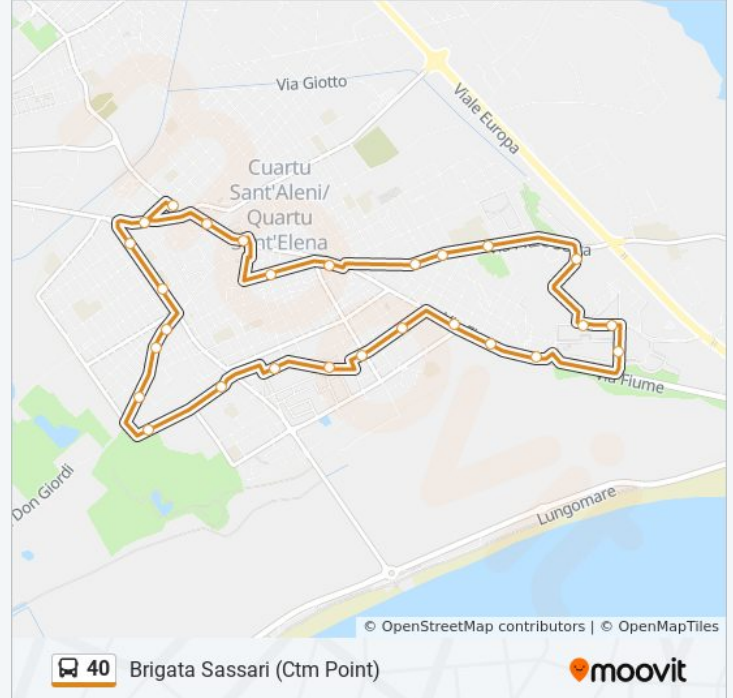 Via Giotto
Viale Europa
Cuartu
Sant'Aleni/
Quartu
Sant'Elena
Via Fiume
Lungomare
Don Giordi
© OpenStreetMap contributors | © OpenMapTiles
40 Brigata Sassari (Ctm Point)
moovit